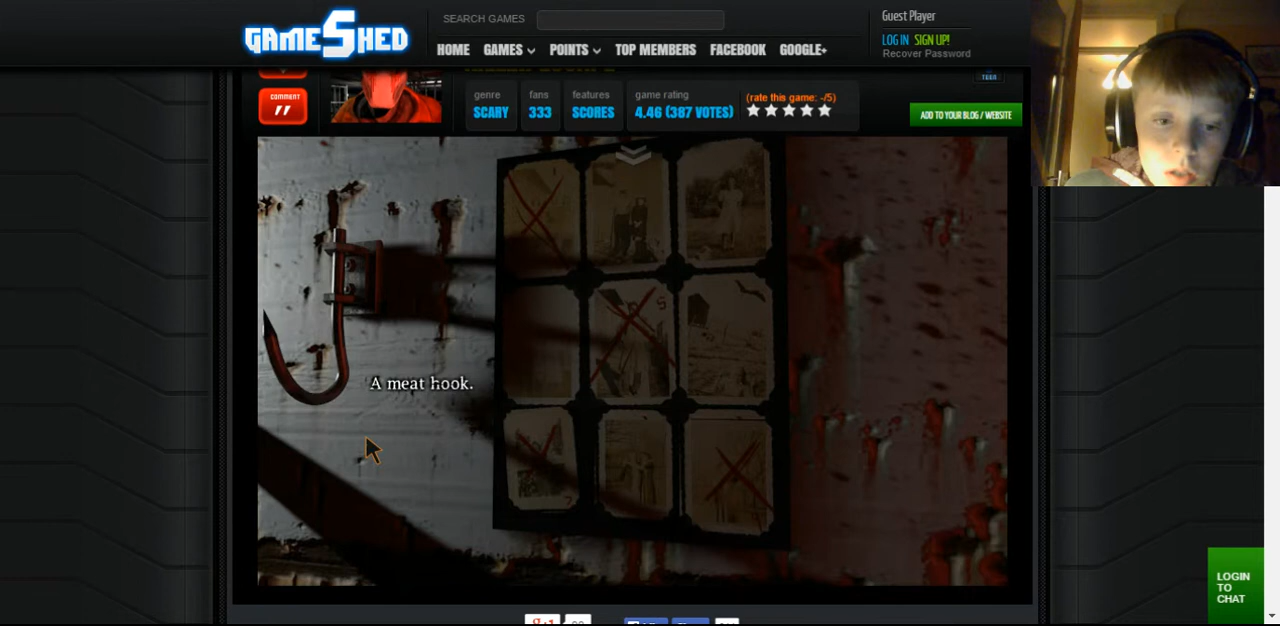 GAMESHED
SEARCH GAMES
Guest Player
LOG IN SIGN UP!
Recover Password
HOME GAMES POINTS TOP MEMBERS FACEBOOK GOOGLE+
COMMENT
genre fans features game rating
SCARY 333 SCORES 4.46 (387 VOTES)
(rate this game: -/5)
TEEN
ADD TO YOUR BLOG / WEBSITE
A meat hook.
LOGIN
TO
CHAT